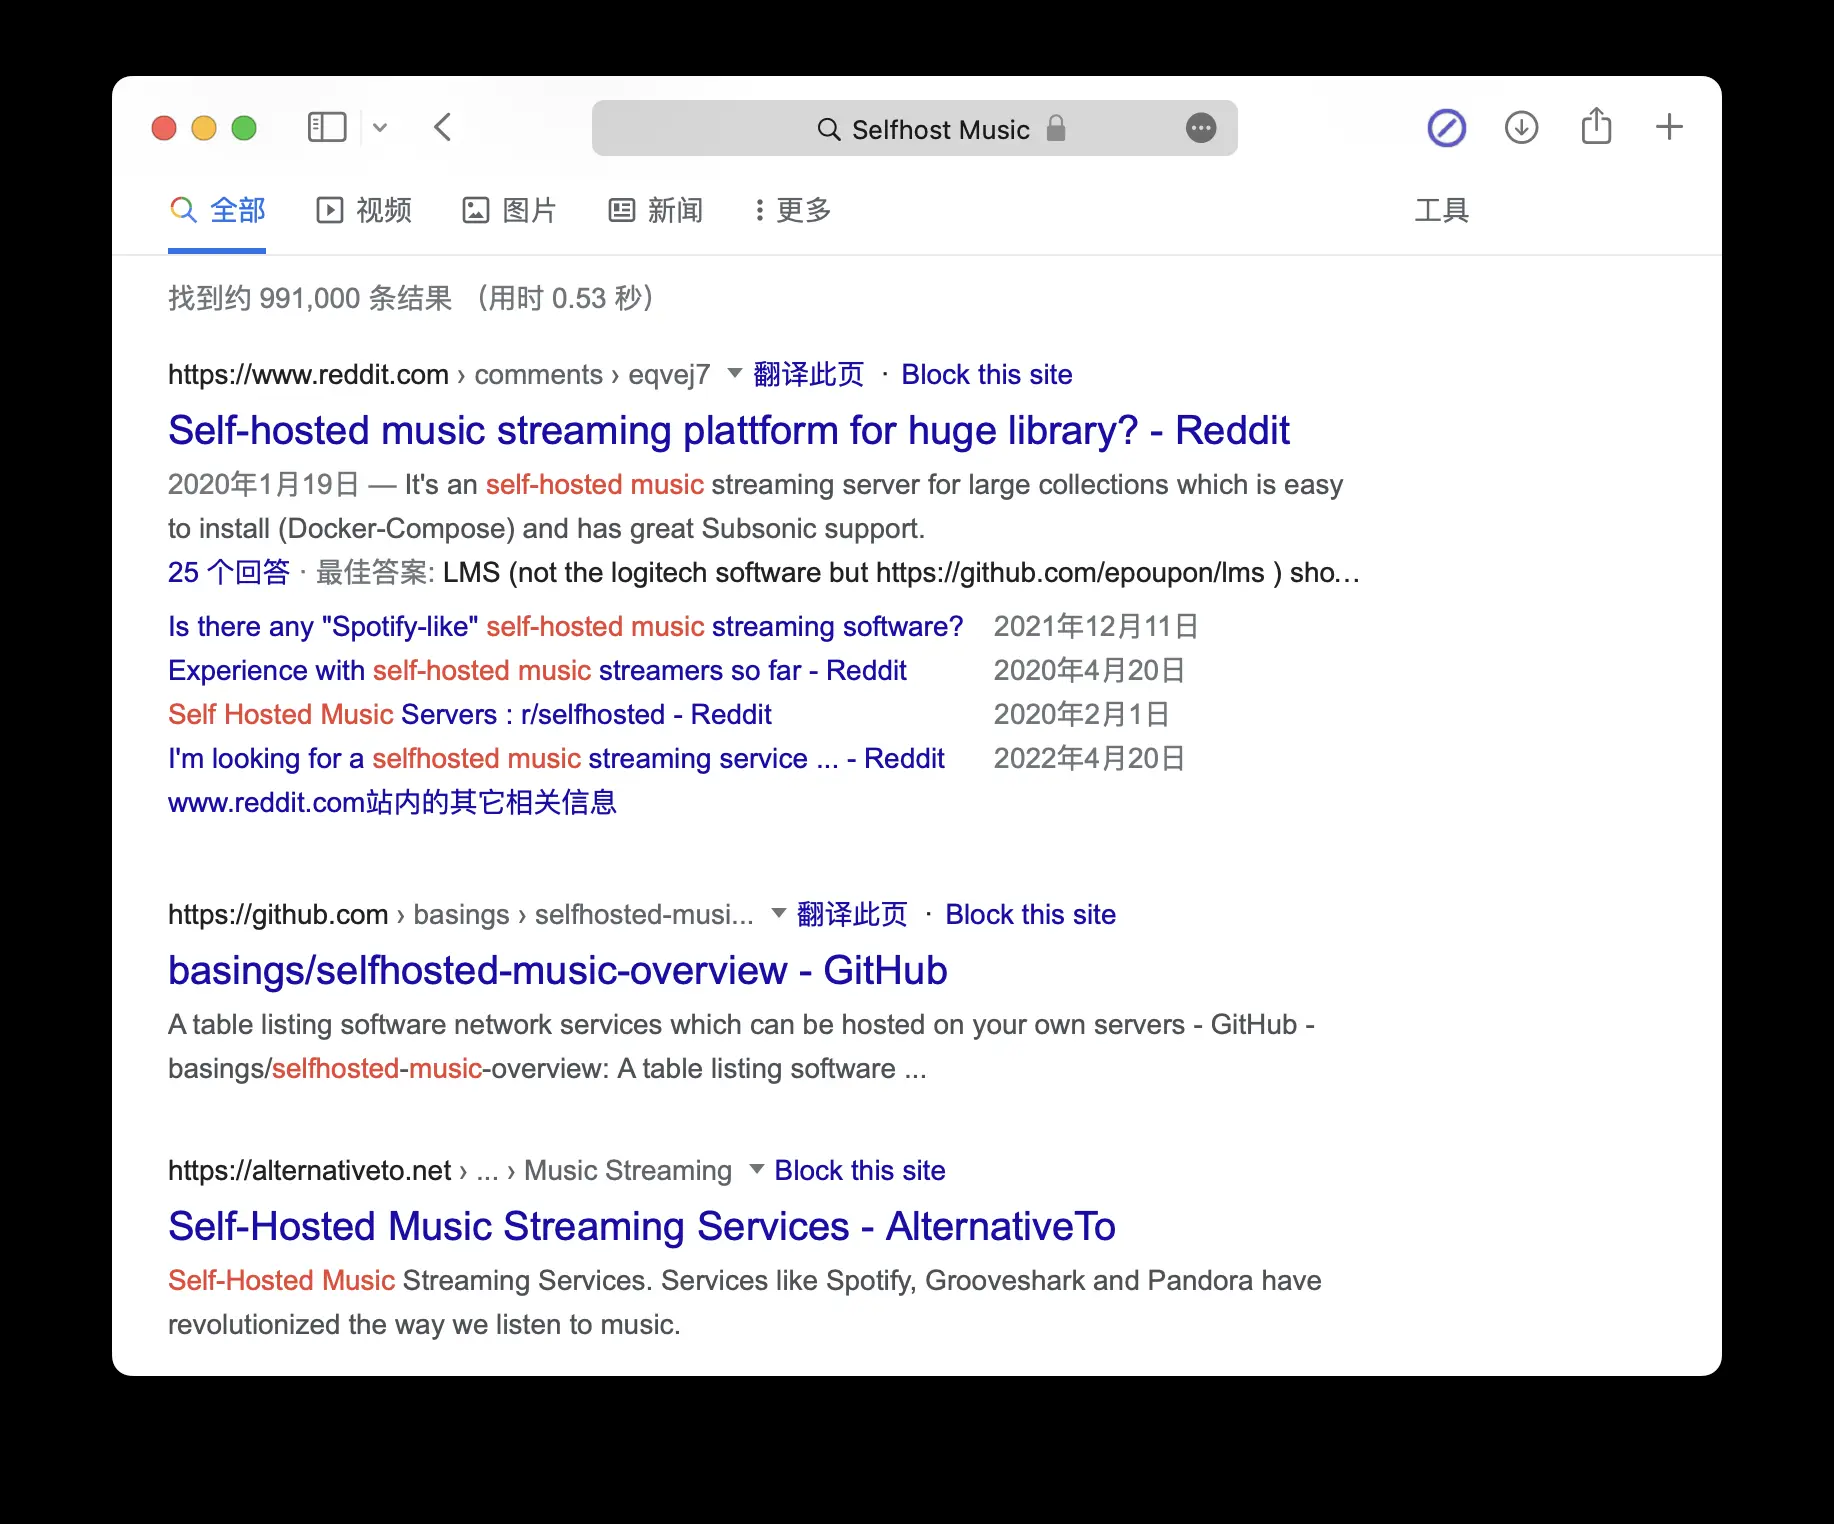 Selfhost Music
全部 视频 图片 新闻 更多 工具
找到约 991,000 条结果 （用时 0.53 秒）
https://www.reddit.com › comments › eqvej7 翻译此页 · Block this site
Self-hosted music streaming plattform for huge library? - Reddit
2020年1月19日 — It's an self-hosted music streaming server for large collections which is easy
to install (Docker-Compose) and has great Subsonic support.
25 个回答 · 最佳答案: LMS (not the logitech software but https://github.com/epoupon/lms ) sho...
Is there any "Spotify-like" self-hosted music streaming software? 2021年12月11日
Experience with self-hosted music streamers so far - Reddit 2020年4月20日
Self Hosted Music Servers : r/selfhosted - Reddit 2020年2月1日
I'm looking for a selfhosted music streaming service ... - Reddit 2022年4月20日
www.reddit.com站内的其它相关信息
https://github.com › basings › selfhosted-musi... 翻译此页 · Block this site
basings/selfhosted-music-overview - GitHub
A table listing software network services which can be hosted on your own servers - GitHub -
basings/selfhosted-music-overview: A table listing software ...
https://alternativeto.net › ... › Music Streaming Block this site
Self-Hosted Music Streaming Services - AlternativeTo
Self-Hosted Music Streaming Services. Services like Spotify, Grooveshark and Pandora have
revolutionized the way we listen to music.